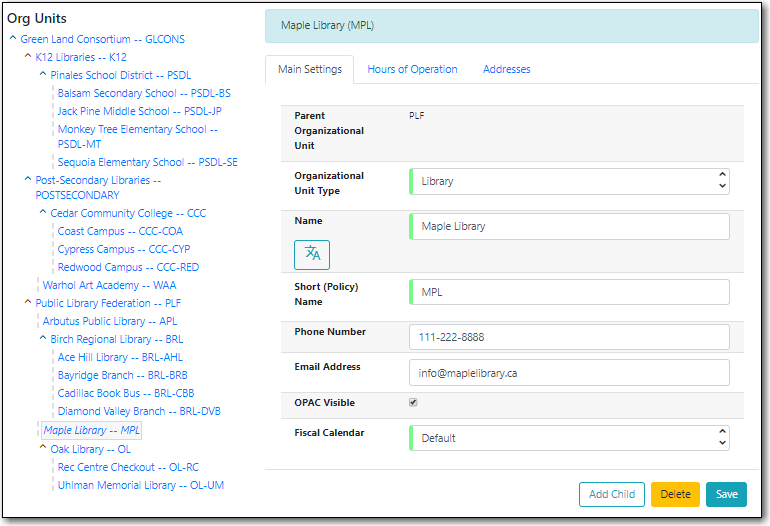 Org Units
Green Land Consortium -- GLCONS
K12 Libraries -- K12
Pinales School District -- PSDL
Balsam Secondary School -- PSDL-BS
Jack Pine Middle School -- PSDL-JP
Monkey Tree Elementary School --
PSDL-MT
Sequoia Elementary School -- PSDL-SE
Post-Secondary Libraries --
POSTSECONDARY
Cedar Community College -- CCC
Coast Campus -- CCC-COA
Cypress Campus -- CCC-CYP
Redwood Campus -- CCC-RED
Warhol Art Academy -- WAA
Public Library Federation -- PLF
Arbutus Public Library -- APL
Birch Regional Library -- BRL
Ace Hill Library -- BRL-AHL
Bayridge Branch -- BRL-BRB
Cadillac Book Bus -- BRL-CBB
Diamond Valley Branch -- BRL-DVB
Maple Library -- MPL
Oak Library -- OL
Rec Centre Checkout -- OL-RC
Uhlman Memorial Library -- OL-UM
Maple Library (MPL)
Main Settings Hours of Operation Addresses
Parent
Organizational
Unit
PLF
Organizational
Unit Type
Library
Name
Maple Library
Short (Policy)
Name
MPL
Phone Number
111-222-8888
Email Address
info@maplelibrary.ca
OPAC Visible
Fiscal Calendar
Default
Add Child Delete Save